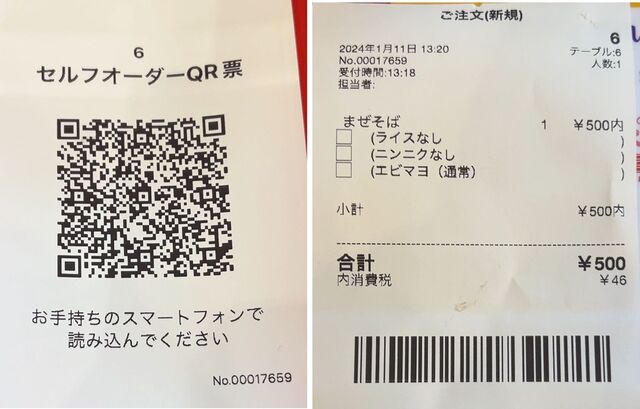 6
セルフオーダーQR票
お手持ちのスマートフォンで
読み込んでください
No.00017659
ご注文(新規)
6
2024年1月11日 13:20
テーブル:6
No.00017659
人数:1
受付時間:13:18
担当者:
まぜそば 1 ¥500内
(ライスなし )
(ニンニクなし )
(エビマヨ（通常） )
小計 ¥500内
合計 ¥500
内消費税 ¥46